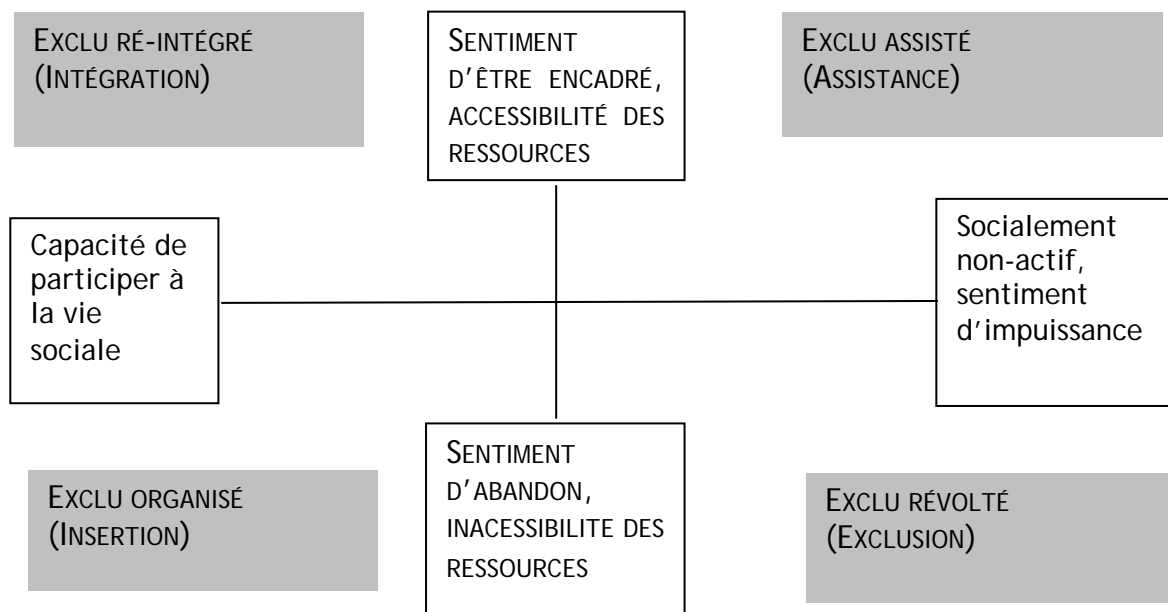 EXCLU RÉ-INTÉGRÉ
(INTÉGRATION)
SENTIMENT
D'ÊTRE ENCADRÉ,
ACCESSIBILITÉ DES
RESSOURCES
EXCLU ASSISTÉ
(ASSISTANCE)
Capacité de
participer à
la vie
sociale
Socialement
non-actif,
sentiment
d'impuissance
EXCLU ORGANISÉ
(INSERTION)
SENTIMENT
D'ABANDON,
INACESSIBILITE DES
RESSOURCES
EXCLU RÉVOLTÉ
(EXCLUSION)